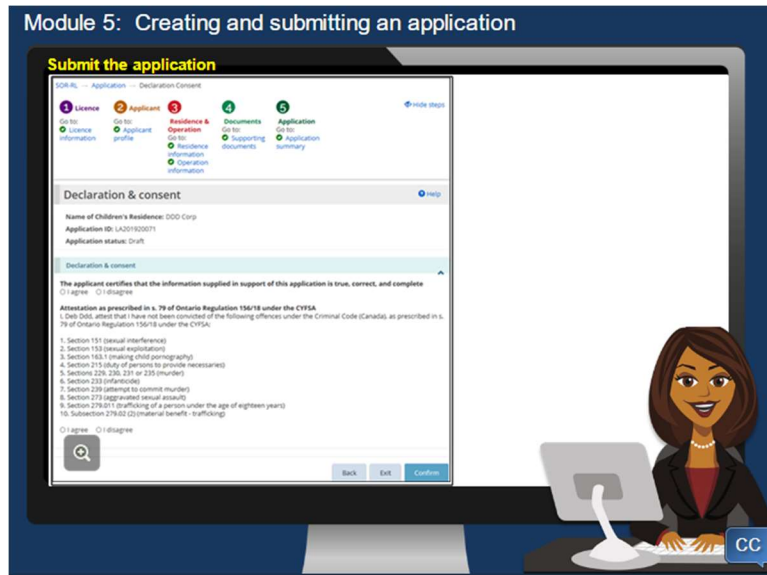 Module 5: Creating and submitting an application
Submit the application
SOR-RL → Application → Declaration Consent
1 Licence
Go to:
Licence information
2 Applicant
Go to:
Applicant profile
3 Residence & Operation
Go to:
Residence information
Operation information
4 Documents
Go to:
Supporting documents
5 Application
Go to:
Application summary
Hide steps
Declaration & consent
Help
Name of Children's Residence: DDD Corp
Application ID: LA201920071
Application status: Draft
Declaration & consent
The applicant certifies that the information supplied in support of this application is true, correct, and complete
I agree I disagree
Attestation as prescribed in s. 79 of Ontario Regulation 156/18 under the CYFSA
I, Deb Ddd, attest that I have not been convicted of the following offences under the Criminal Code (Canada), as prescribed in s.
79 of Ontario Regulation 156/18 under the CYFSA:
1. Section 151 (sexual interference)
2. Section 153 (sexual exploitation)
3. Section 163.1 (making child pornography)
4. Section 215 (duty of persons to provide necessaries)
5. Sections 229, 230, 231 or 235 (murder)
6. Section 233 (infanticide)
7. Section 239 (attempt to commit murder)
8. Section 273 (aggravated sexual assault)
9. Section 279.011 (trafficking of a person under the age of eighteen years)
10. Subsection 279.02 (2) (material benefit - trafficking)
I agree I disagree
Back Exit Confirm
CC